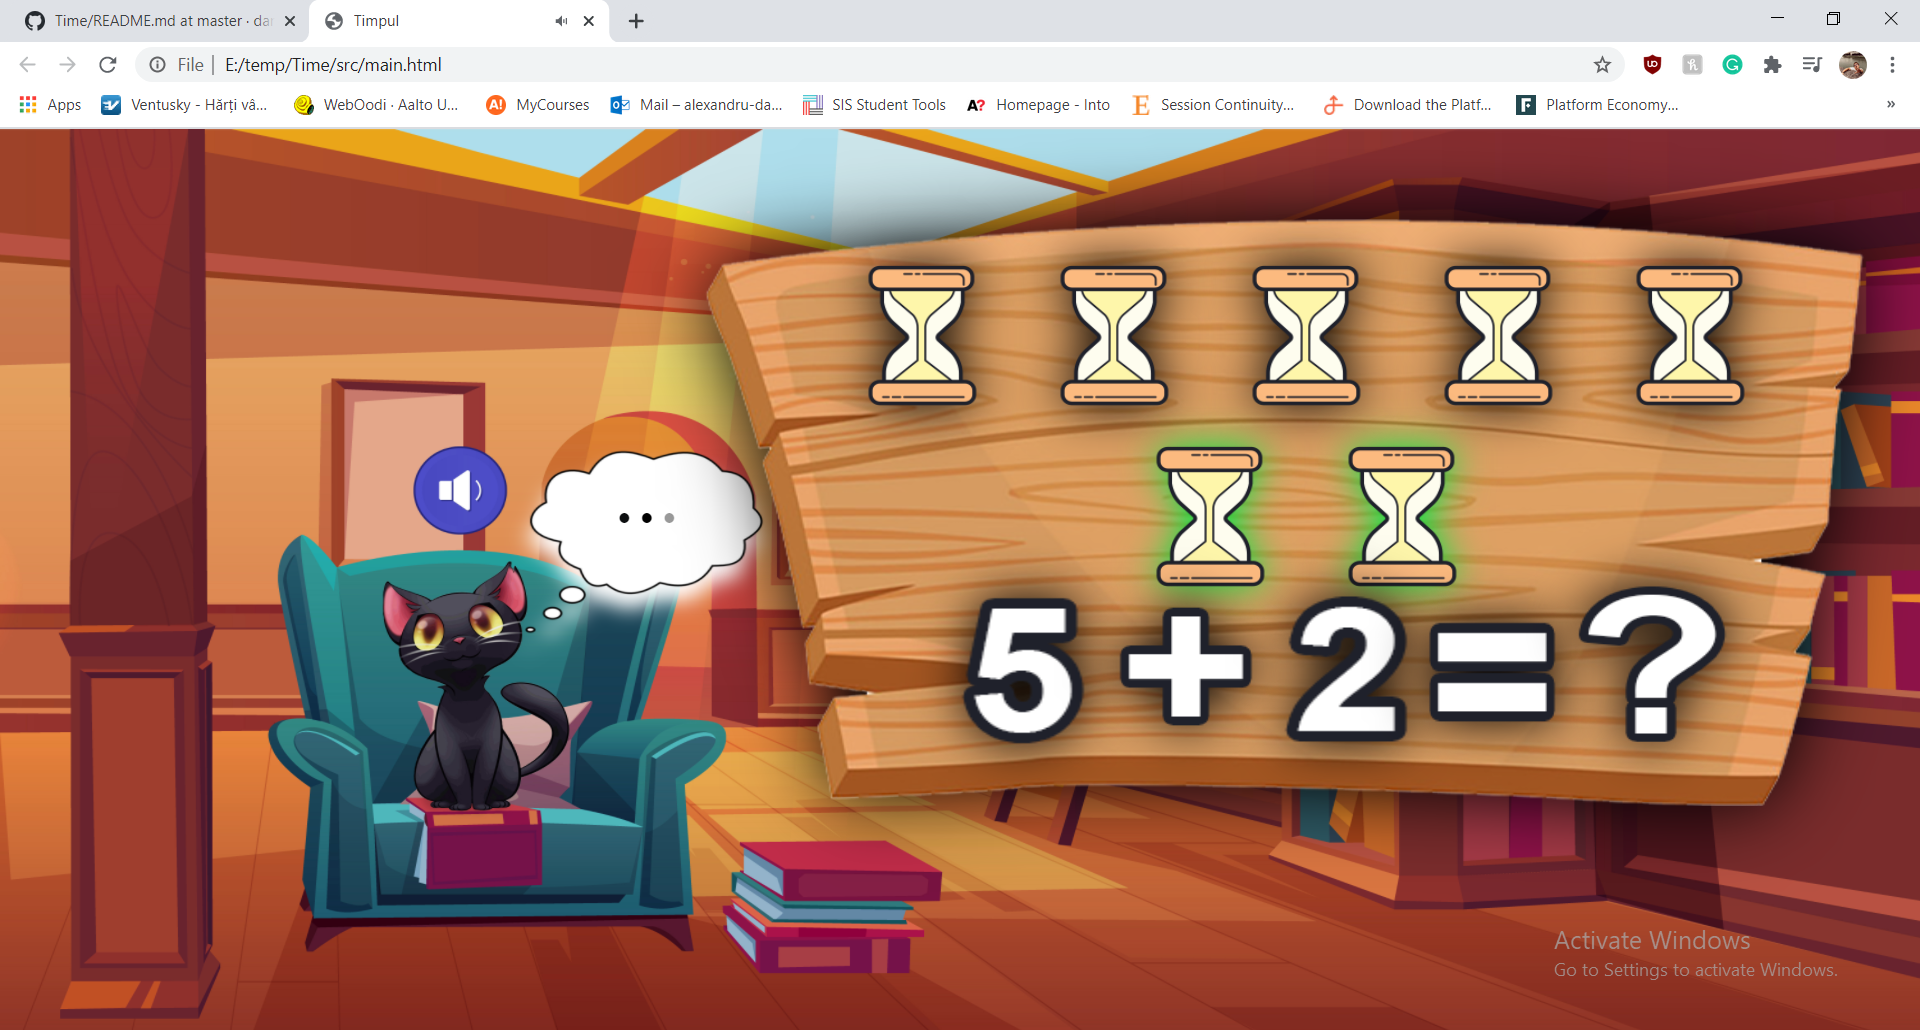 Time/README.md at master · da
Timpul
File
E:/temp/Time/src/main.html
Apps
Ventusky - Hărți vâ...
WebOodi · Aalto U...
MyCourses
Mail – alexandru-da...
SIS Student Tools
A?
Homepage - Into
Session Continuity...
Download the Platf...
Platform Economy...
»
5 + 2 = ?
Activate Windows
Go to Settings to activate Windows.